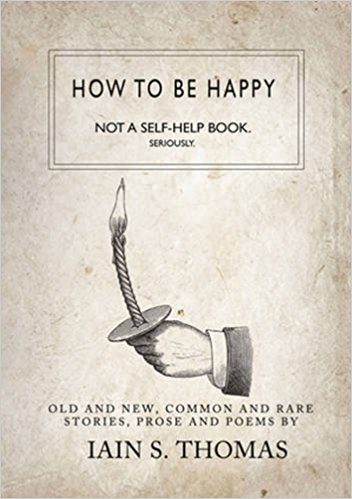 HOW TO BE HAPPY
NOT A SELF-HELP BOOK.
SERIOUSLY.
OLD AND NEW, COMMON AND RARE
STORIES, PROSE AND POEMS BY
IAIN S. THOMAS